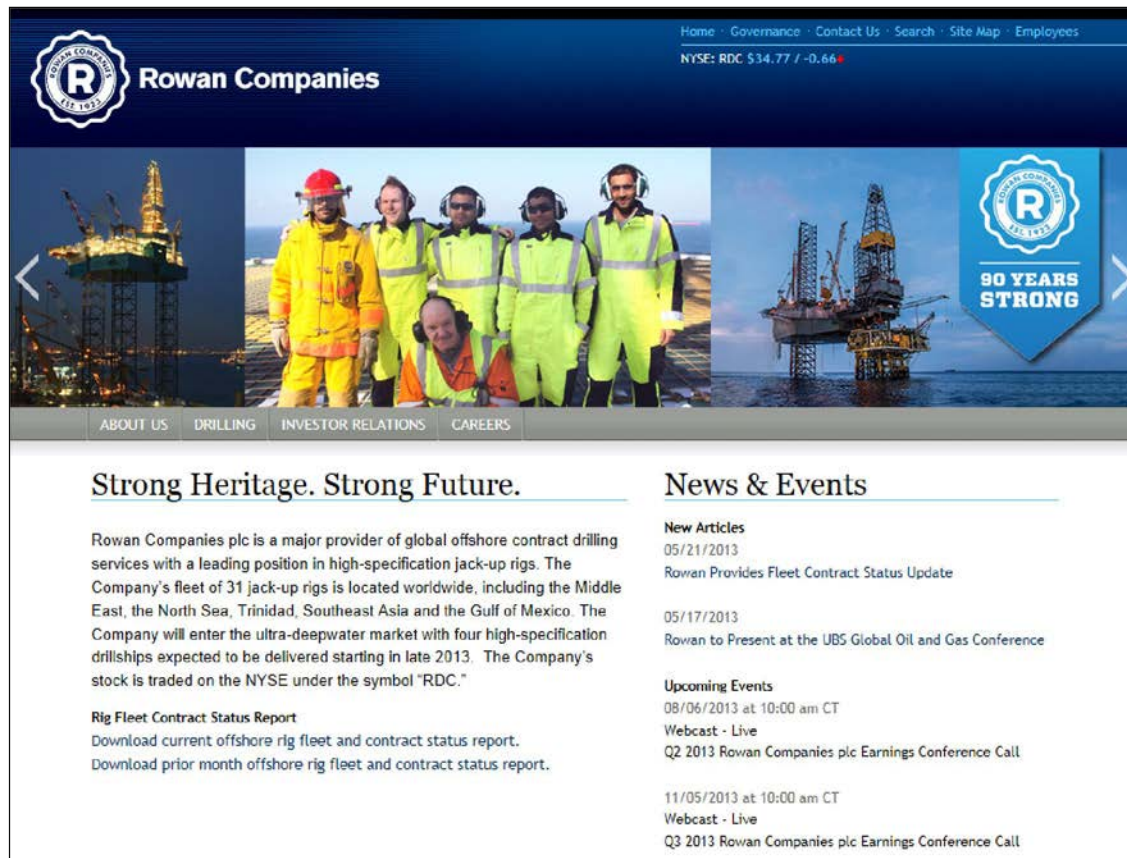 Home · Governance · Contact Us · Search · Site Map · Employees
NYSE: RDC $34.77 / -0.66
ROWAN COMPANIES
R
EST. 1923
Rowan Companies
ROWAN COMPANIES
R
EST. 1923
90 YEARS
STRONG
ABOUT US DRILLING INVESTOR RELATIONS CAREERS
Strong Heritage. Strong Future.
Rowan Companies plc is a major provider of global offshore contract drilling
services with a leading position in high-specification jack-up rigs. The
Company's fleet of 31 jack-up rigs is located worldwide, including the Middle
East, the North Sea, Trinidad, Southeast Asia and the Gulf of Mexico. The
Company will enter the ultra-deepwater market with four high-specification
drillships expected to be delivered starting in late 2013. The Company's
stock is traded on the NYSE under the symbol “RDC.”
Rig Fleet Contract Status Report
Download current offshore rig fleet and contract status report.
Download prior month offshore rig fleet and contract status report.
News & Events
New Articles
05/21/2013
Rowan Provides Fleet Contract Status Update
05/17/2013
Rowan to Present at the UBS Global Oil and Gas Conference
Upcoming Events
08/06/2013 at 10:00 am CT
Webcast - Live
Q2 2013 Rowan Companies plc Earnings Conference Call
11/05/2013 at 10:00 am CT
Webcast - Live
Q3 2013 Rowan Companies plc Earnings Conference Call